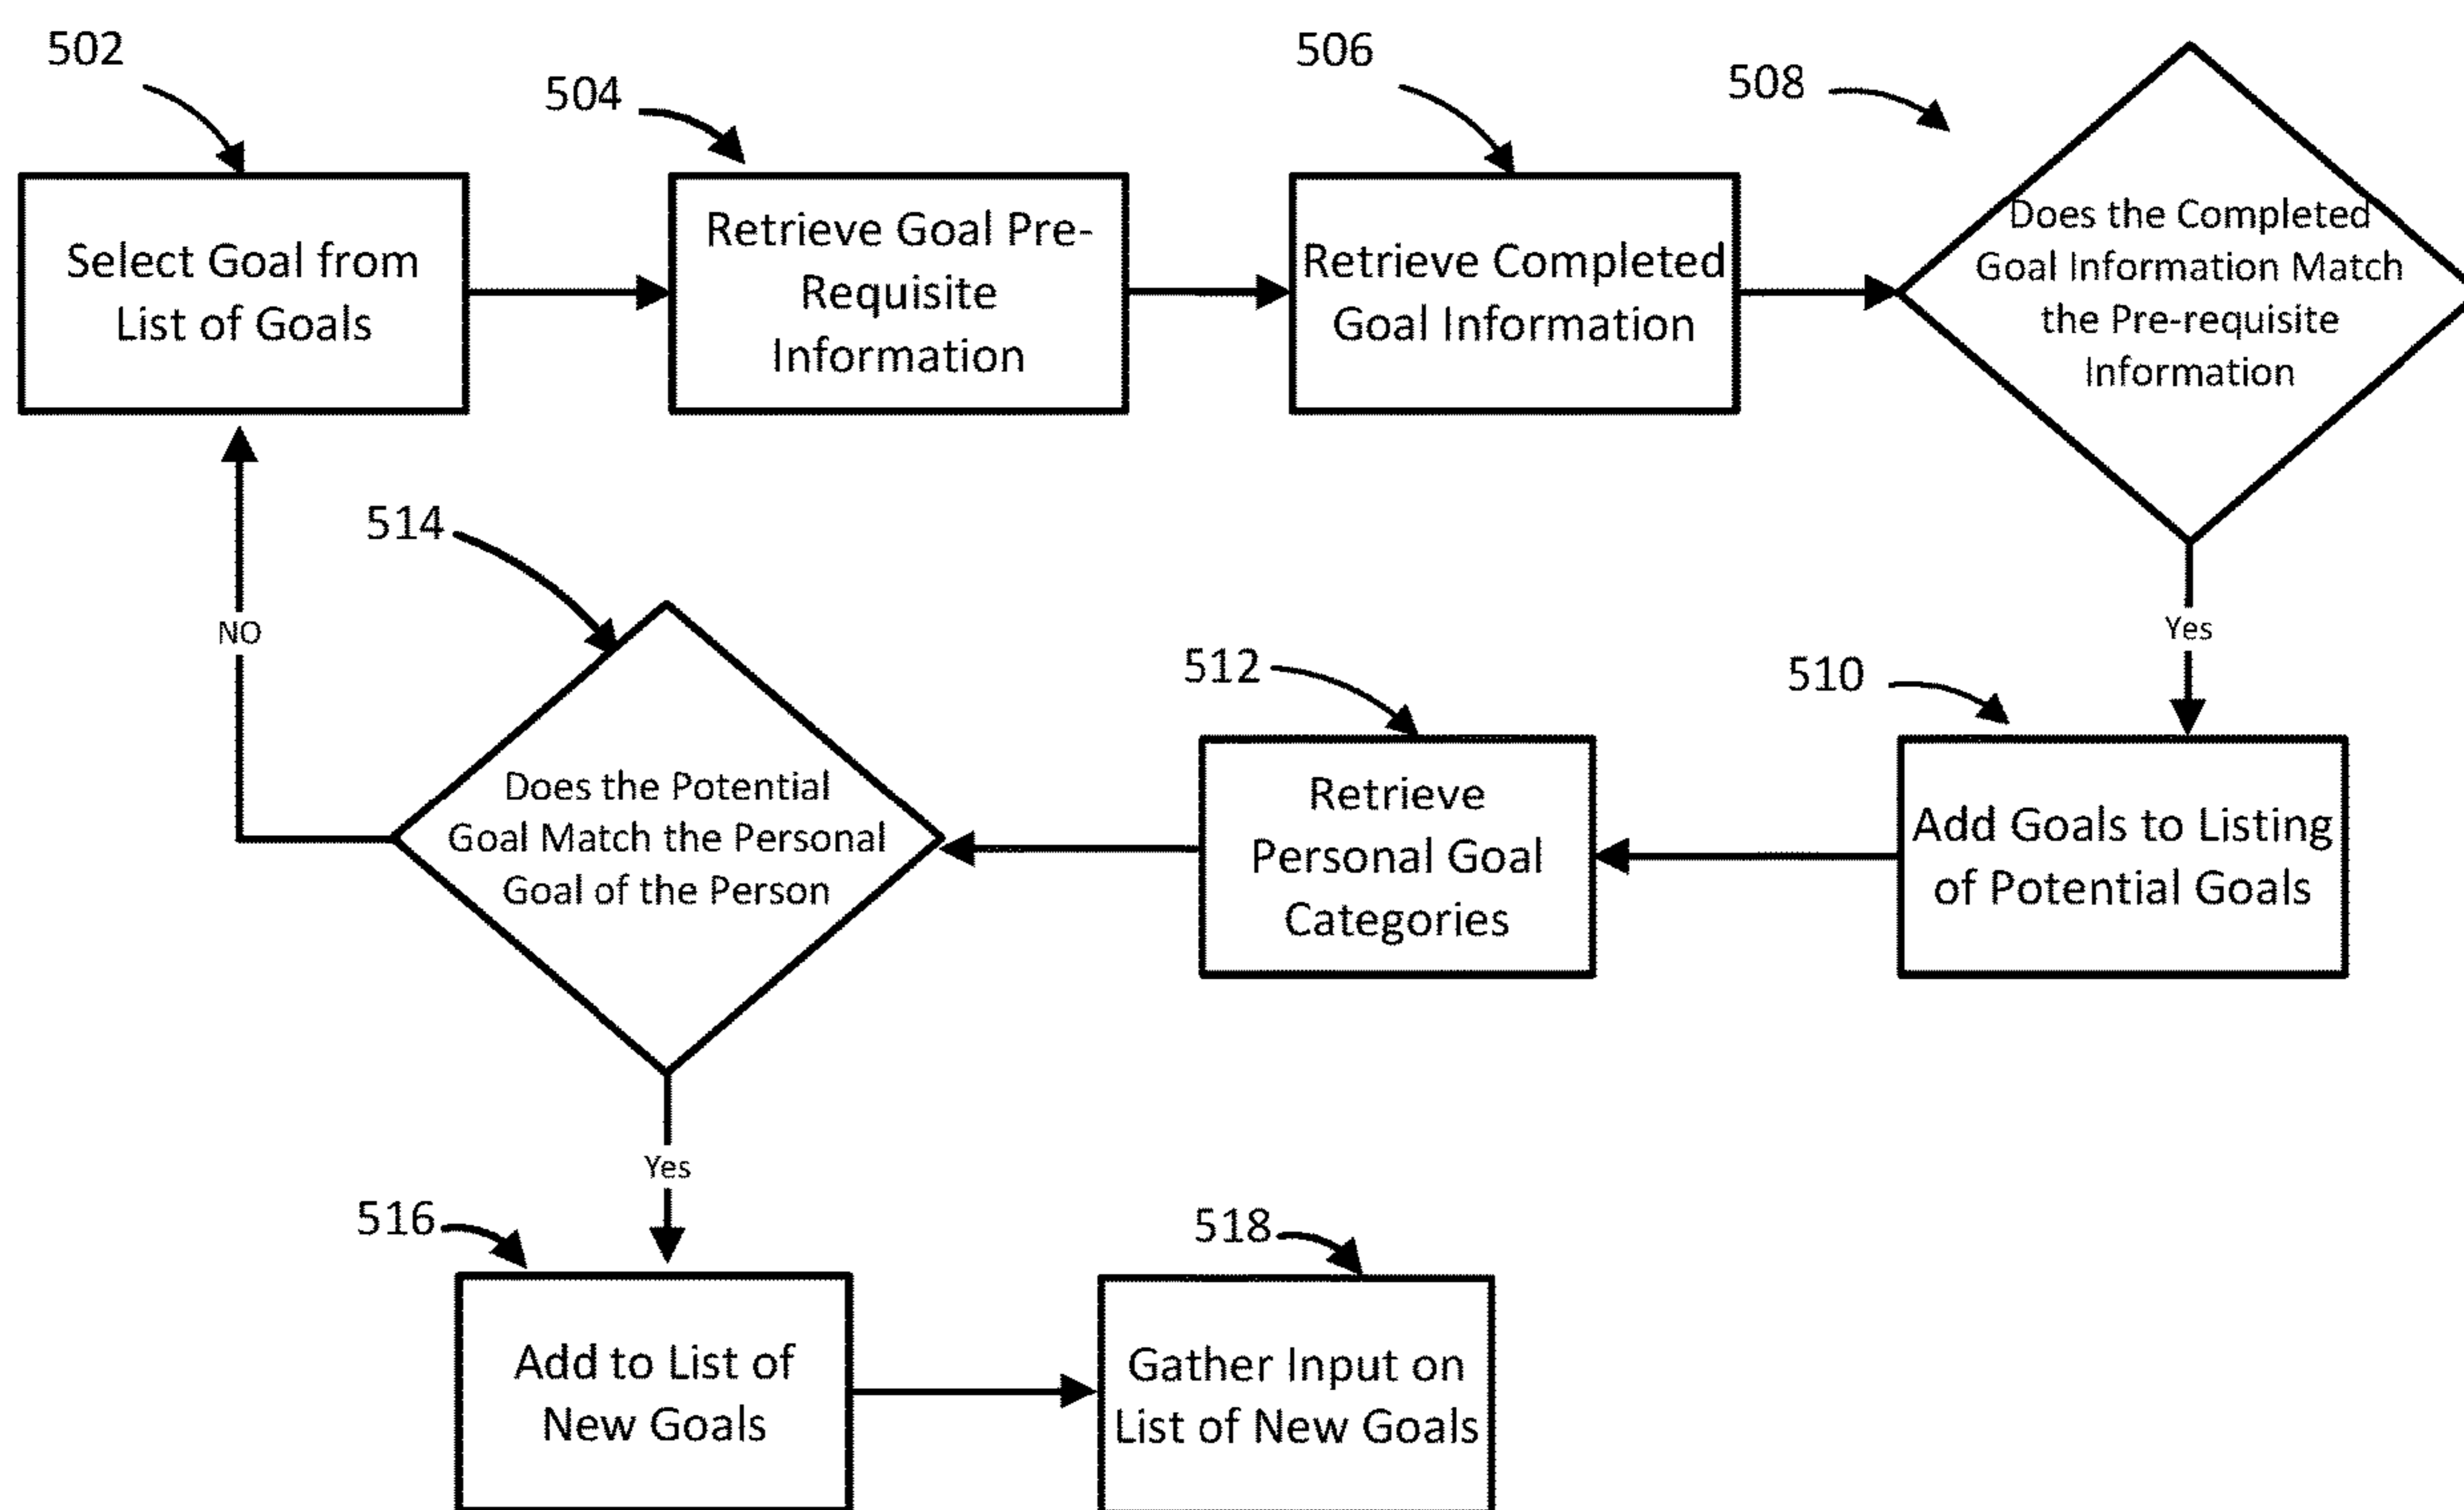 502
504
506
508
Select Goal from
List of Goals
Retrieve Goal Pre-
Requisite
Information
Retrieve Completed
Goal Information
Does the Completed
Goal Information Match
the Pre-requisite
Information
NO
514
512
510
Yes
Does the Potential
Goal Match the Personal
Goal of the Person
Retrieve
Personal Goal
Categories
Add Goals to Listing
of Potential Goals
Yes
516
518
Add to List of
New Goals
Gather Input on
List of New Goals